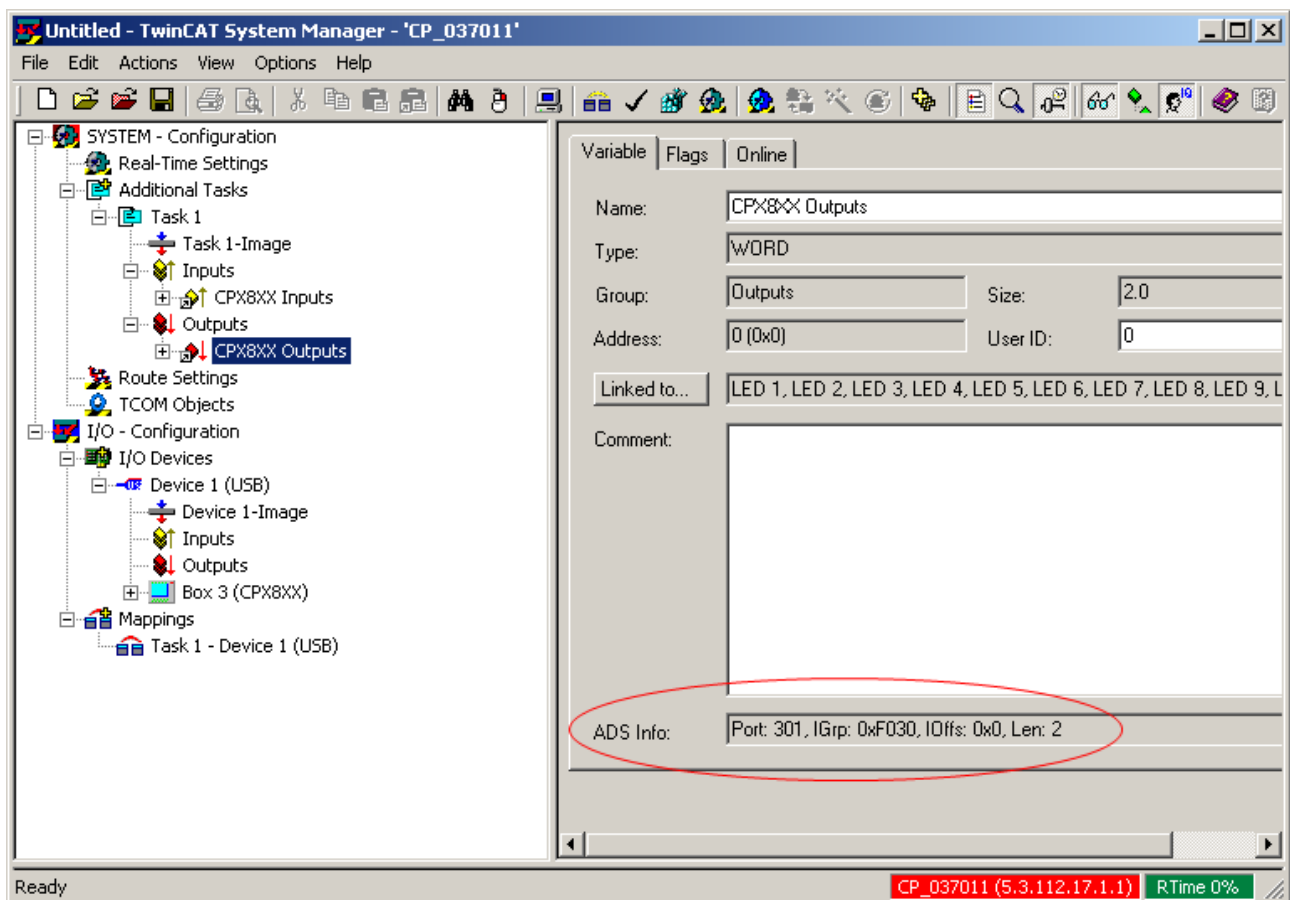 Untitled - TwinCAT System Manager - 'CP_037011'
File Edit Actions View Options Help
SYSTEM - Configuration
Real-Time Settings
Additional Tasks
Task 1
Task 1-Image
Inputs
CPX8XX Inputs
Outputs
CPX8XX Outputs
Route Settings
TCOM Objects
I/O - Configuration
I/O Devices
Device 1 (USB)
Device 1-Image
Inputs
Outputs
Box 3 (CPX8XX)
Mappings
Task 1 - Device 1 (USB)
Variable Flags Online
Name: CPX8XX Outputs
Type: WORD
Group: Outputs Size: 2.0
Address: 0 (0x0) User ID: 0
Linked to... LED 1, LED 2, LED 3, LED 4, LED 5, LED 6, LED 7, LED 8, LED 9, L
Comment:
ADS Info: Port: 301, IGrp: 0xF030, IOffs: 0x0, Len: 2
Ready CP_037011 (5.3.112.17.1.1) RTime 0%